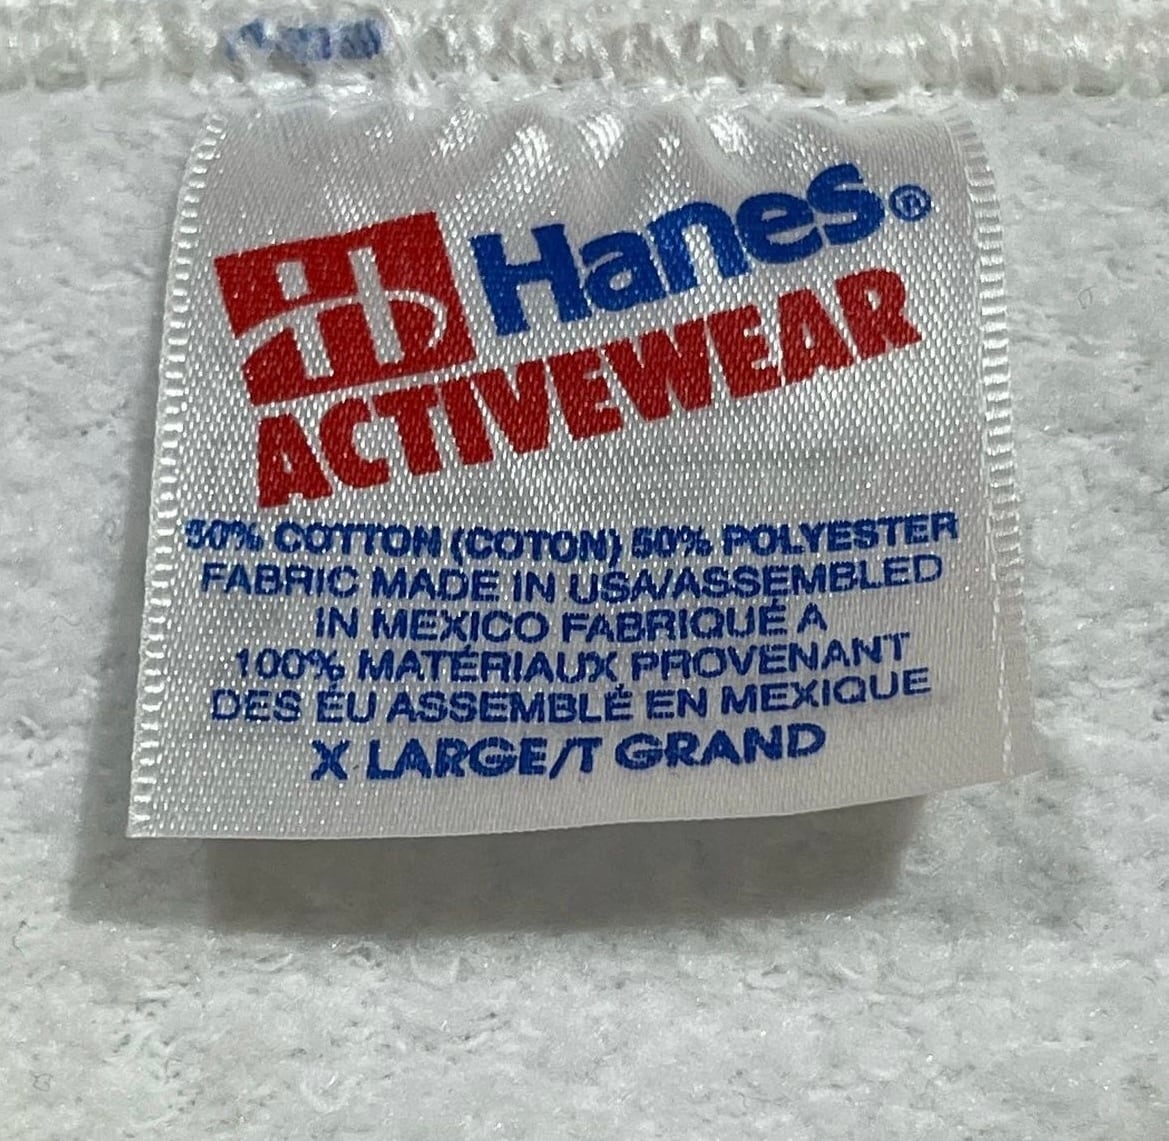 Hanes®
ACTIVEWEAR
50% COTTON (COTON) 50% POLYESTER
FABRIC MADE IN USA/ASSEMBLED
IN MEXICO FABRIQUÉ A
100% MATÉRIAUX PROVENANT
DES ÉU ASSEMBLÉ EN MEXIQUE
X LARGE/T GRAND